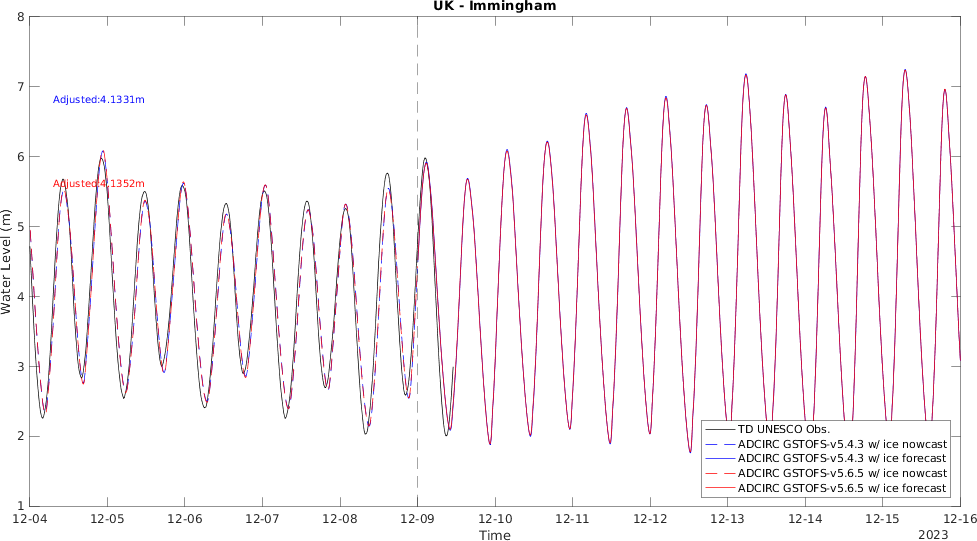 UK - Immingham
8
7
6
5
4
3
2
1
Water Level (m)
Adjusted:4.1331m
Adjusted:4.1352m
TD UNESCO Obs.
ADCIRC GSTOFS-v5.4.3 w/ ice nowcast
ADCIRC GSTOFS-v5.4.3 w/ ice forecast
ADCIRC GSTOFS-v5.6.5 w/ ice nowcast
ADCIRC GSTOFS-v5.6.5 w/ ice forecast
12-04 12-05 12-06 12-07 12-08 12-09 12-10 12-11 12-12 12-13 12-14 12-15 12-16
Time
2023